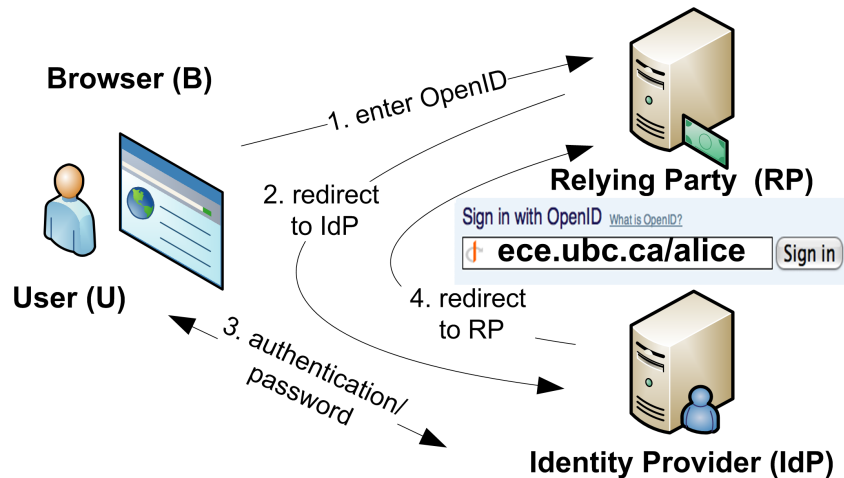 Browser (B)
1. enter OpenID
2. redirect
to IdP
Relying Party (RP)
Sign in with OpenID What is OpenID?
ece.ubc.ca/alice
Sign in
User (U)
3. authentication/
password
4. redirect
to RP
Identity Provider (IdP)